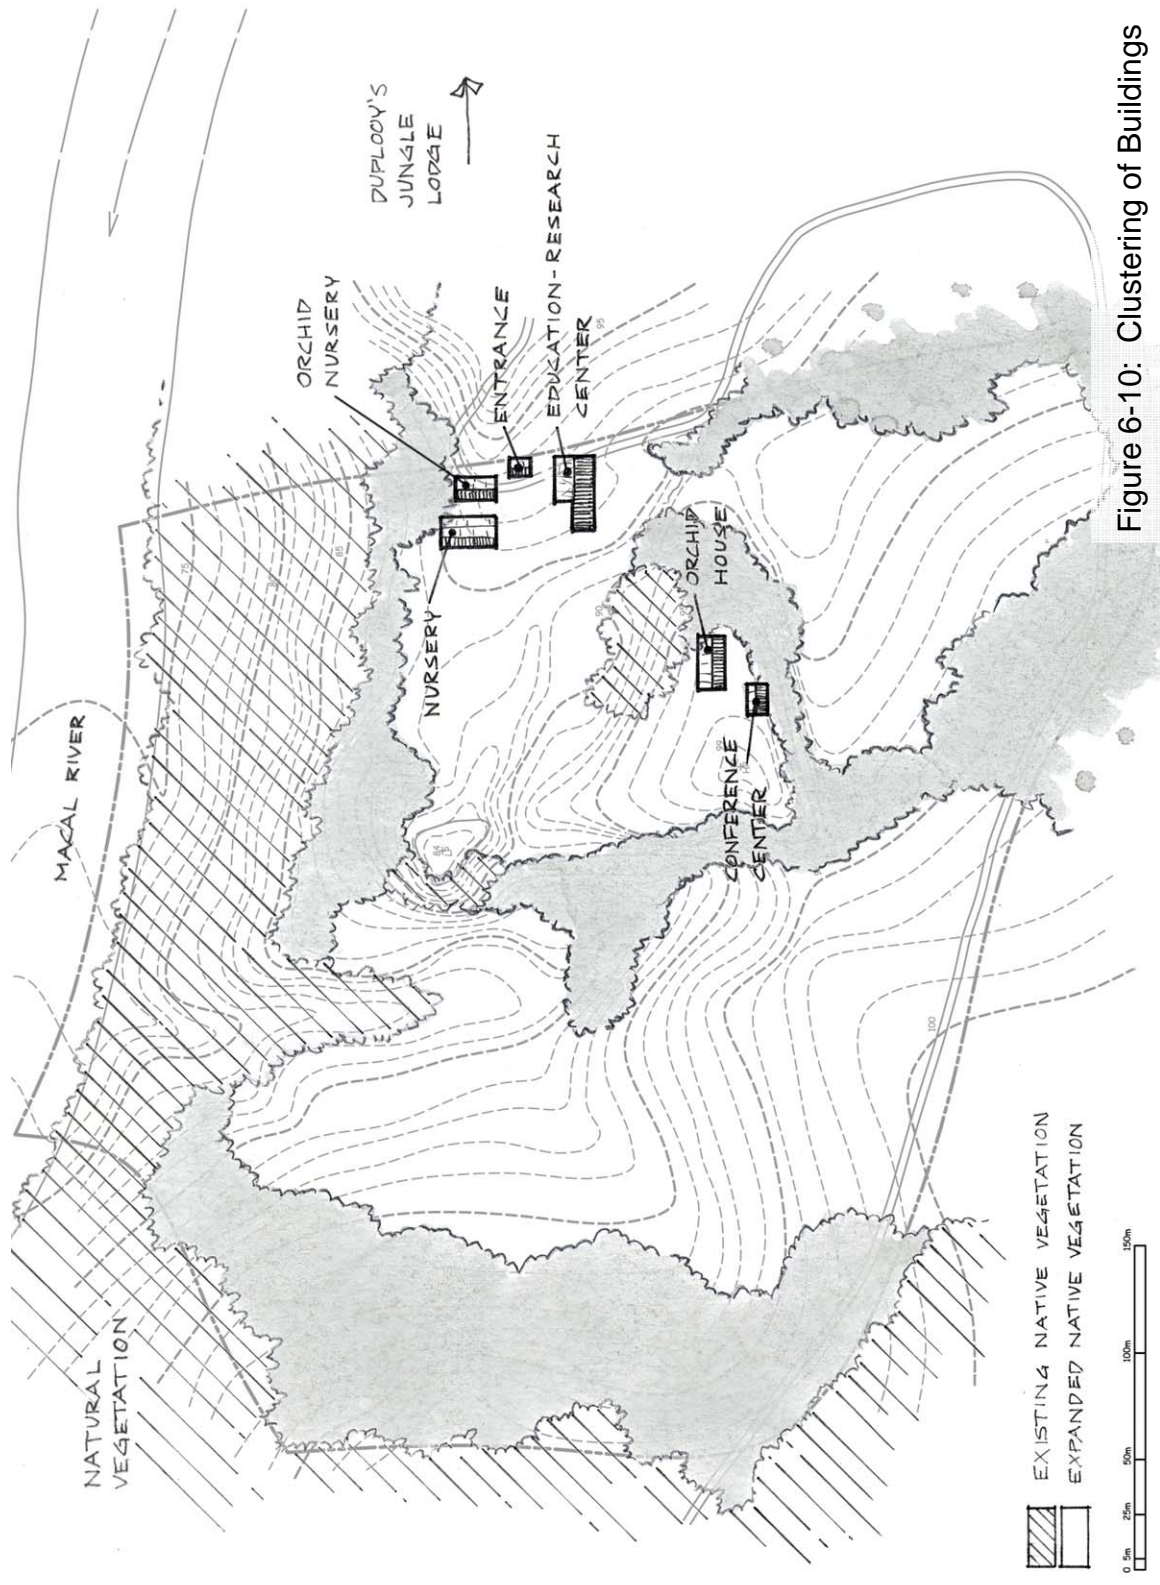 MACAL RIVER
DUPLOOY'S
JUNGLE
LODGE
ORCHID
NURSERY
ENTRANCE
EDUCATION-RESEARCH
CENTER
NURSERY
ORCHID
HOUSE
CONFERENCE
CENTER
NATURAL
VEGETATION
75
85
95
90
100
EXISTING NATIVE VEGETATION
EXPANDED NATIVE VEGETATION
0 5m 25m 50m 100m 150m
Figure 6-10: Clustering of Buildings